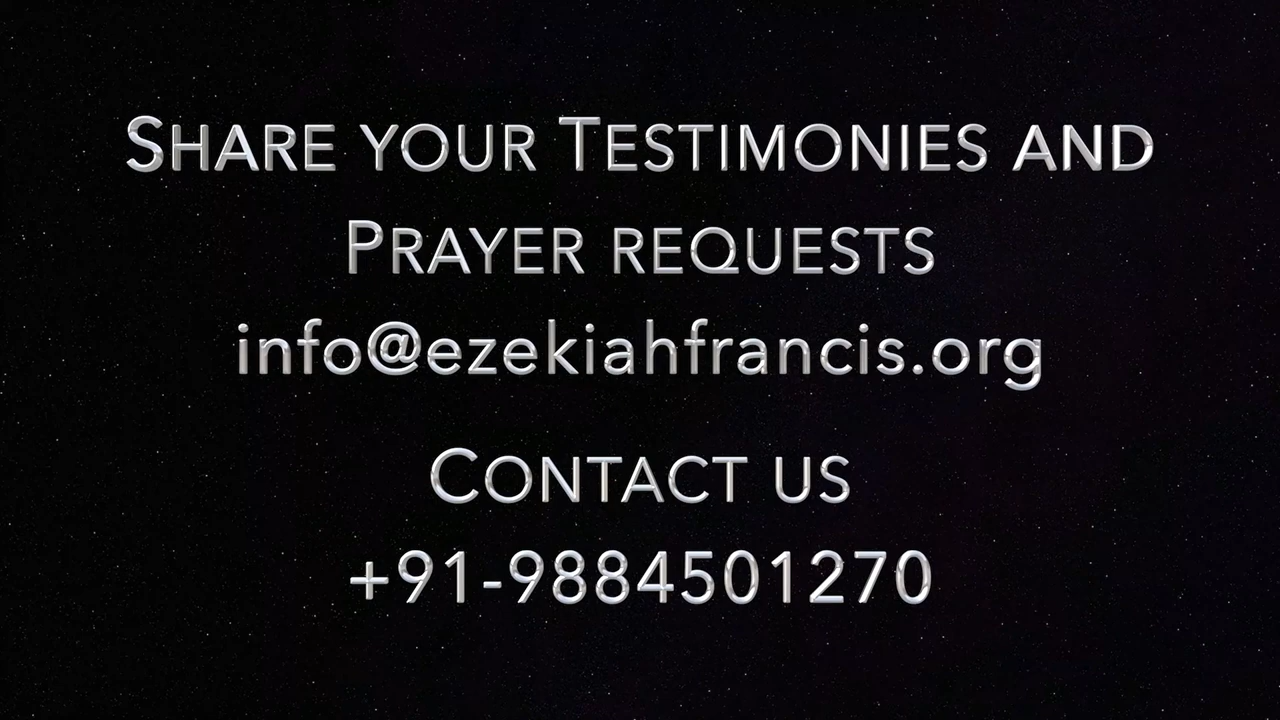 Share your Testimonies and
Prayer requests
info@ezekiahfrancis.org
Contact us
+91-9884501270